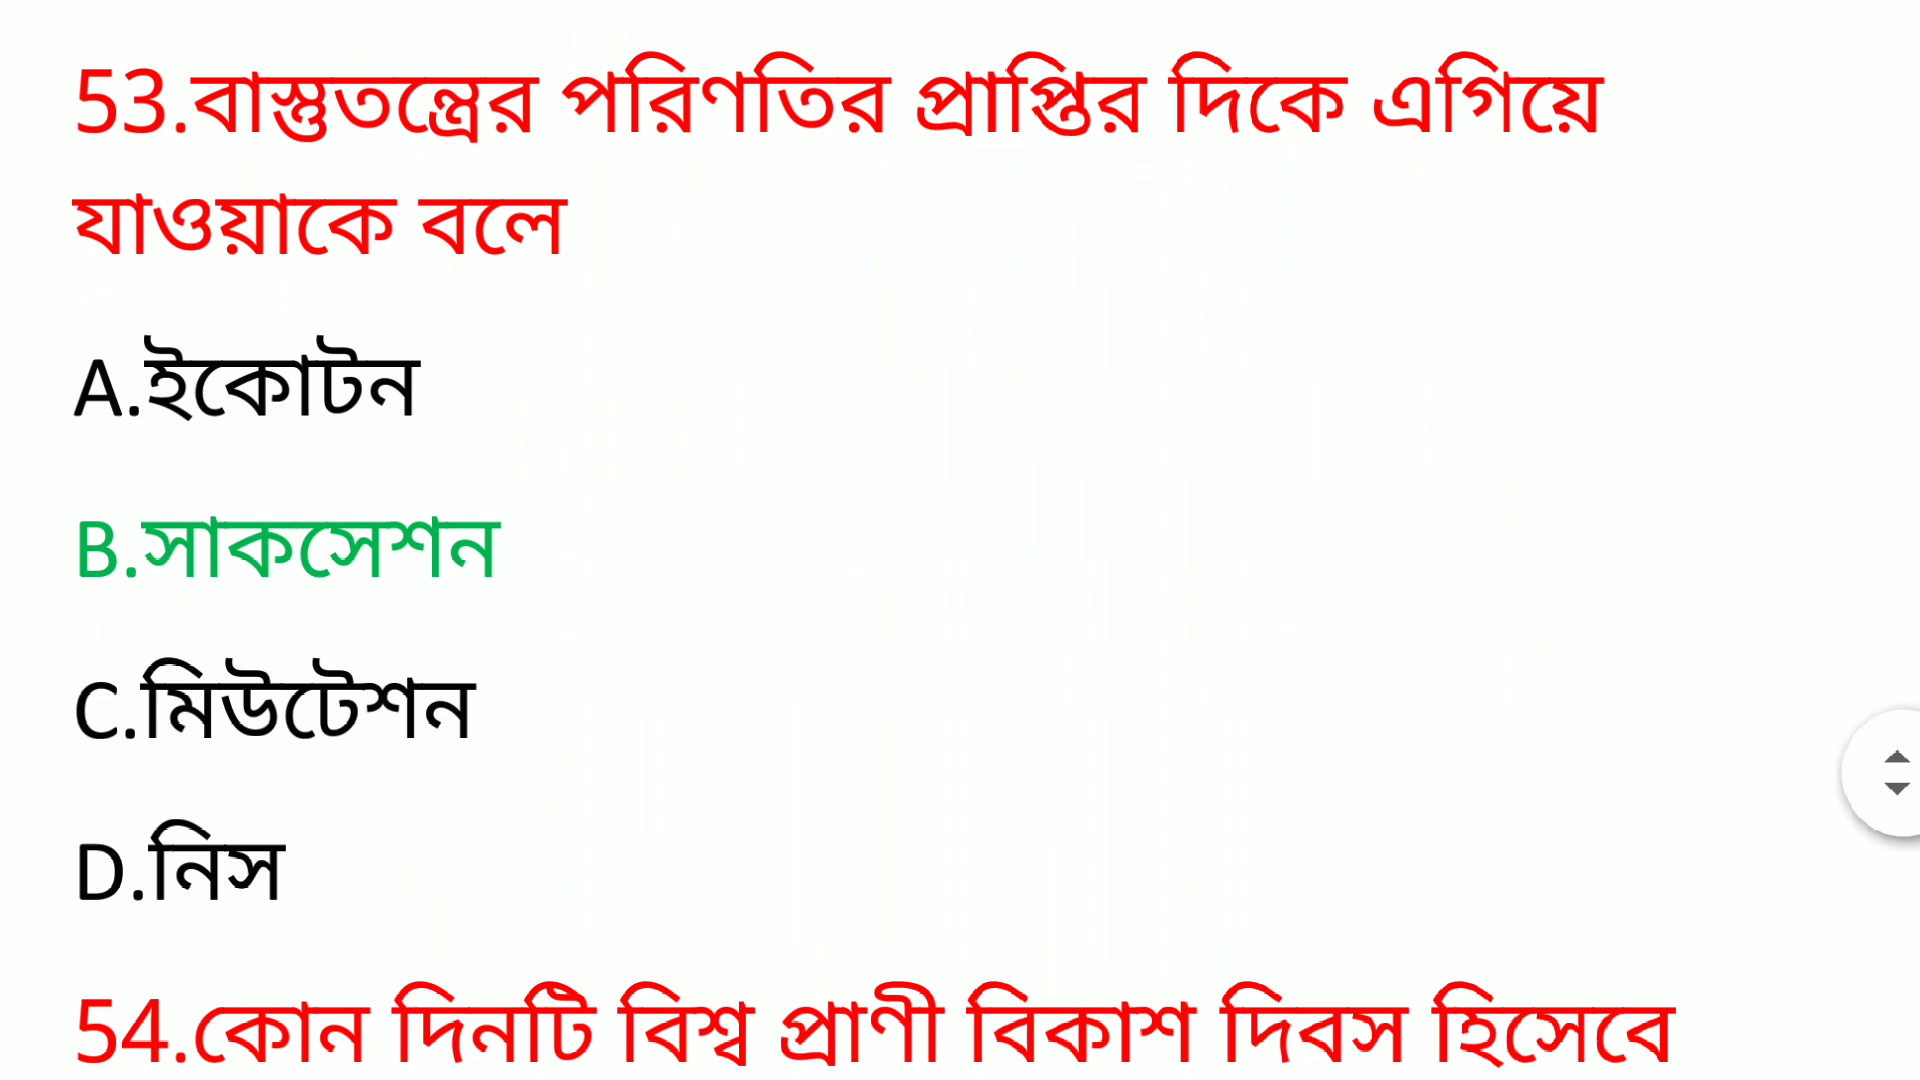 53.বাস্তুতন্ত্রের পরিণতির প্রাপ্তির দিকে এগিয়ে
যাওয়াকে বলে
A.ইকোটন
B.সাকসেশন
C.মিউটেশন
D.নিস
54.কোন দিনটি বিশ্ব প্রাণী বিকাশ দিবস হিসেবে